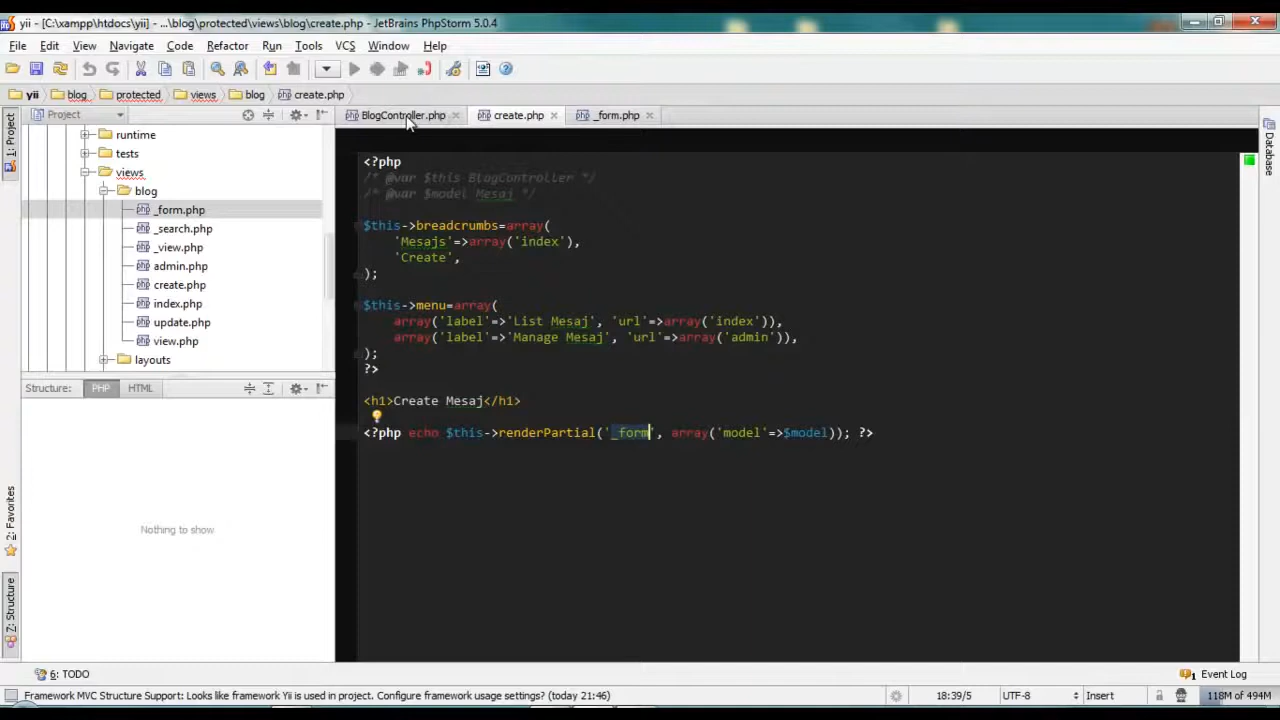 yii - [C:\xampp\htdocs\yii] - ...\blog\protected\views\blog\create.php - JetBrains PhpStorm 5.0.4
File Edit View Navigate Code Refactor Run Tools VCS Window Help
yii blog protected views blog create.php
1: Project
Project
BlogController.php create.php _form.php
Database
runtime
tests
views
blog
_form.php
_search.php
_view.php
admin.php
create.php
index.php
update.php
view.php
layouts
<?php
/* @var $this BlogController */
/* @var $model Mesaj */
$this->breadcrumbs=array(
'Mesajs'=>array('index'),
'Create',
);
$this->menu=array(
array('label'=>'List Mesaj', 'url'=>array('index')),
array('label'=>'Manage Mesaj', 'url'=>array('admin')),
);
?>
<h1>Create Mesaj</h1>
<?php echo $this->renderPartial('_form', array('model'=>$model)); ?>
Structure: PHP HTML
Nothing to show
2: Favorites
Z: Structure
6: TODO
Event Log
Framework MVC Structure Support: Looks like framework Yii is used in project. Configure framework usage settings? (today 21:46)
18:39/5 UTF-8 Insert 118M of 494M